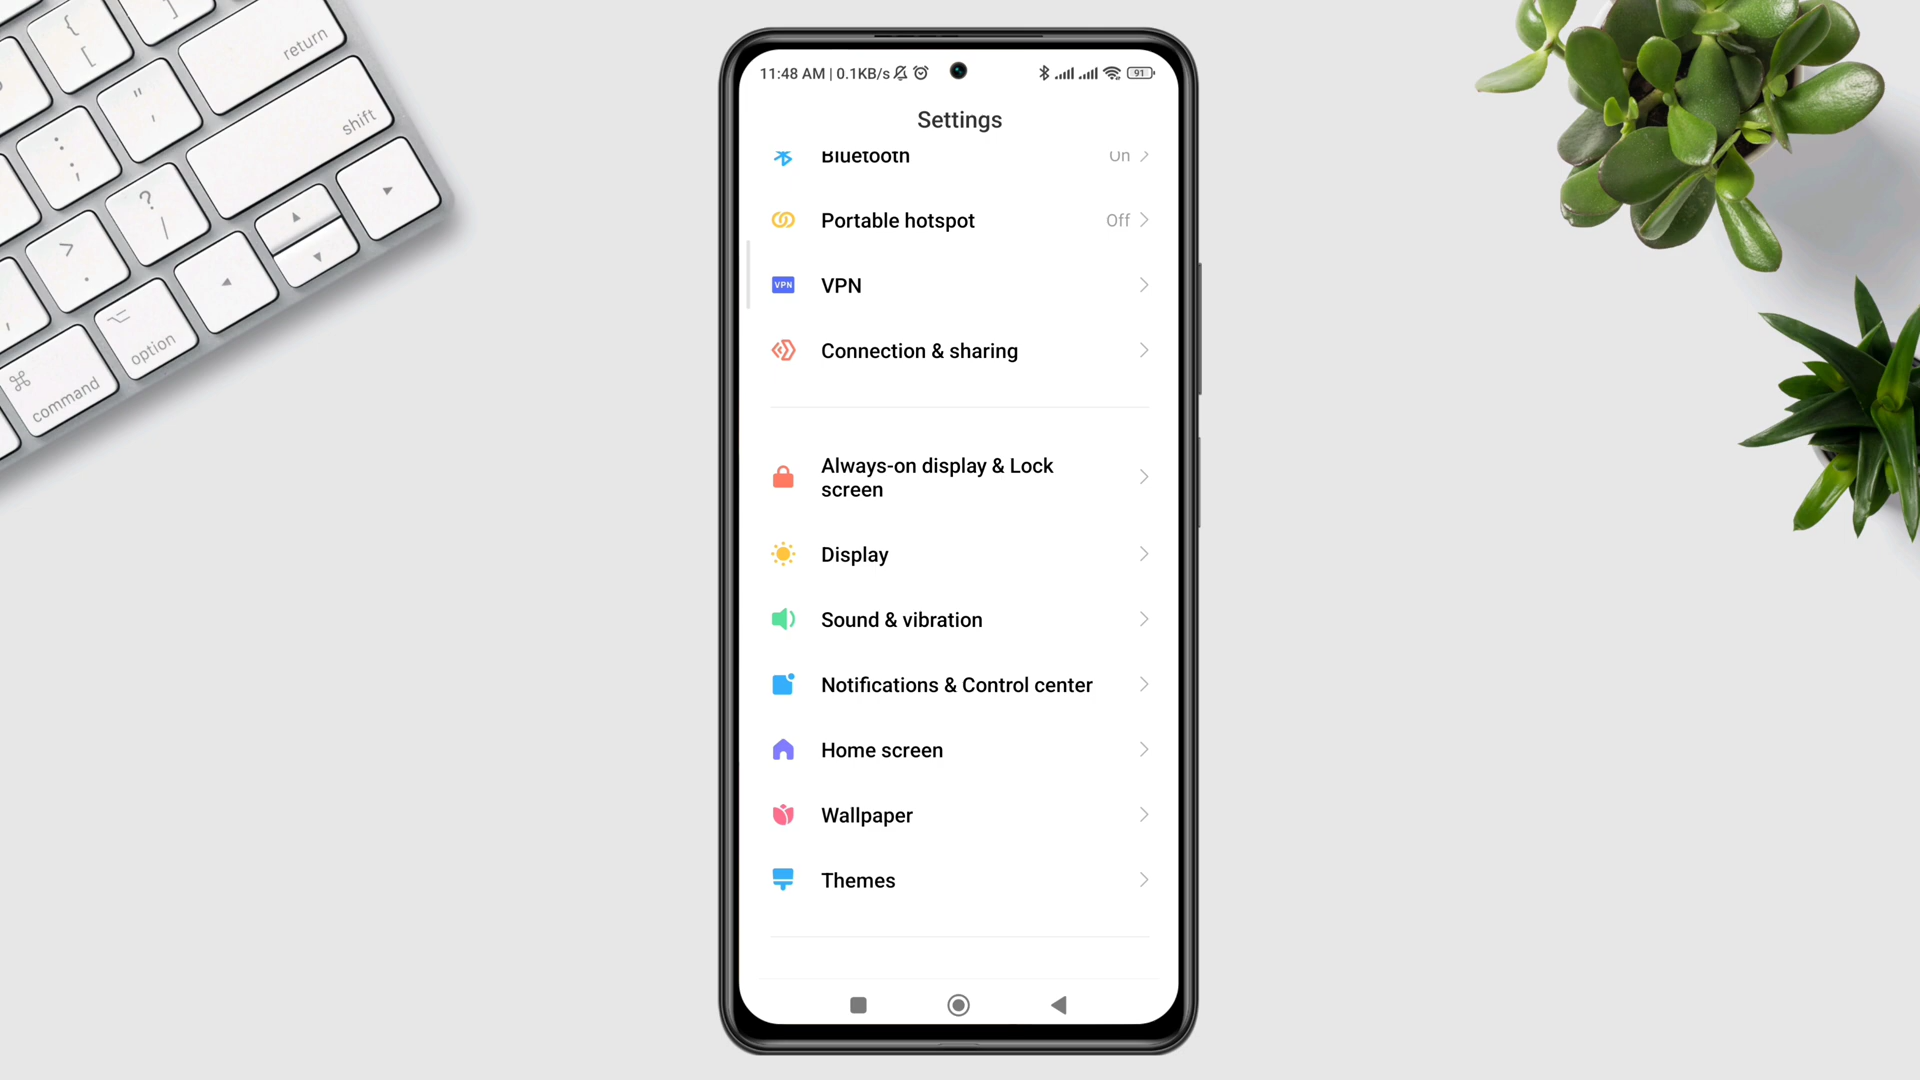 {
[
]
return
"
,
:
;
shift
?
/
>
.
,
option
command
11:48 AM | 0.1KB/s
91
Settings
Bluetooth On
Portable hotspot Off
VPN VPN
Connection & sharing
Always-on display & Lock
screen
Display
Sound & vibration
Notifications & Control center
Home screen
Wallpaper
Themes